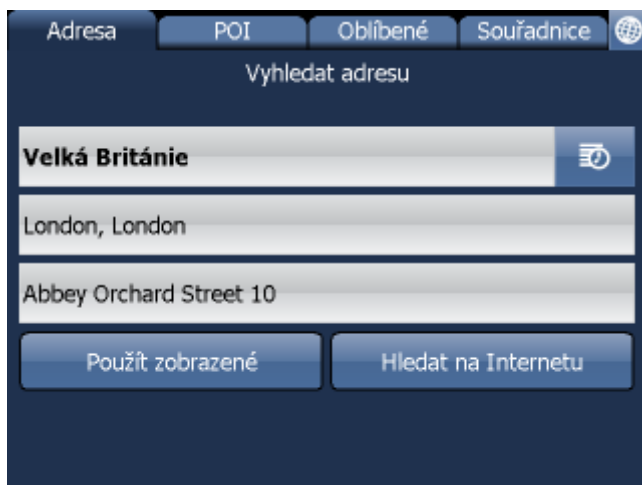 Adresa POI Oblíbené Souřadnice
Vyhledat adresu
Velká Británie
London, London
Abbey Orchard Street 10
Použít zobrazené Hledat na Internetu